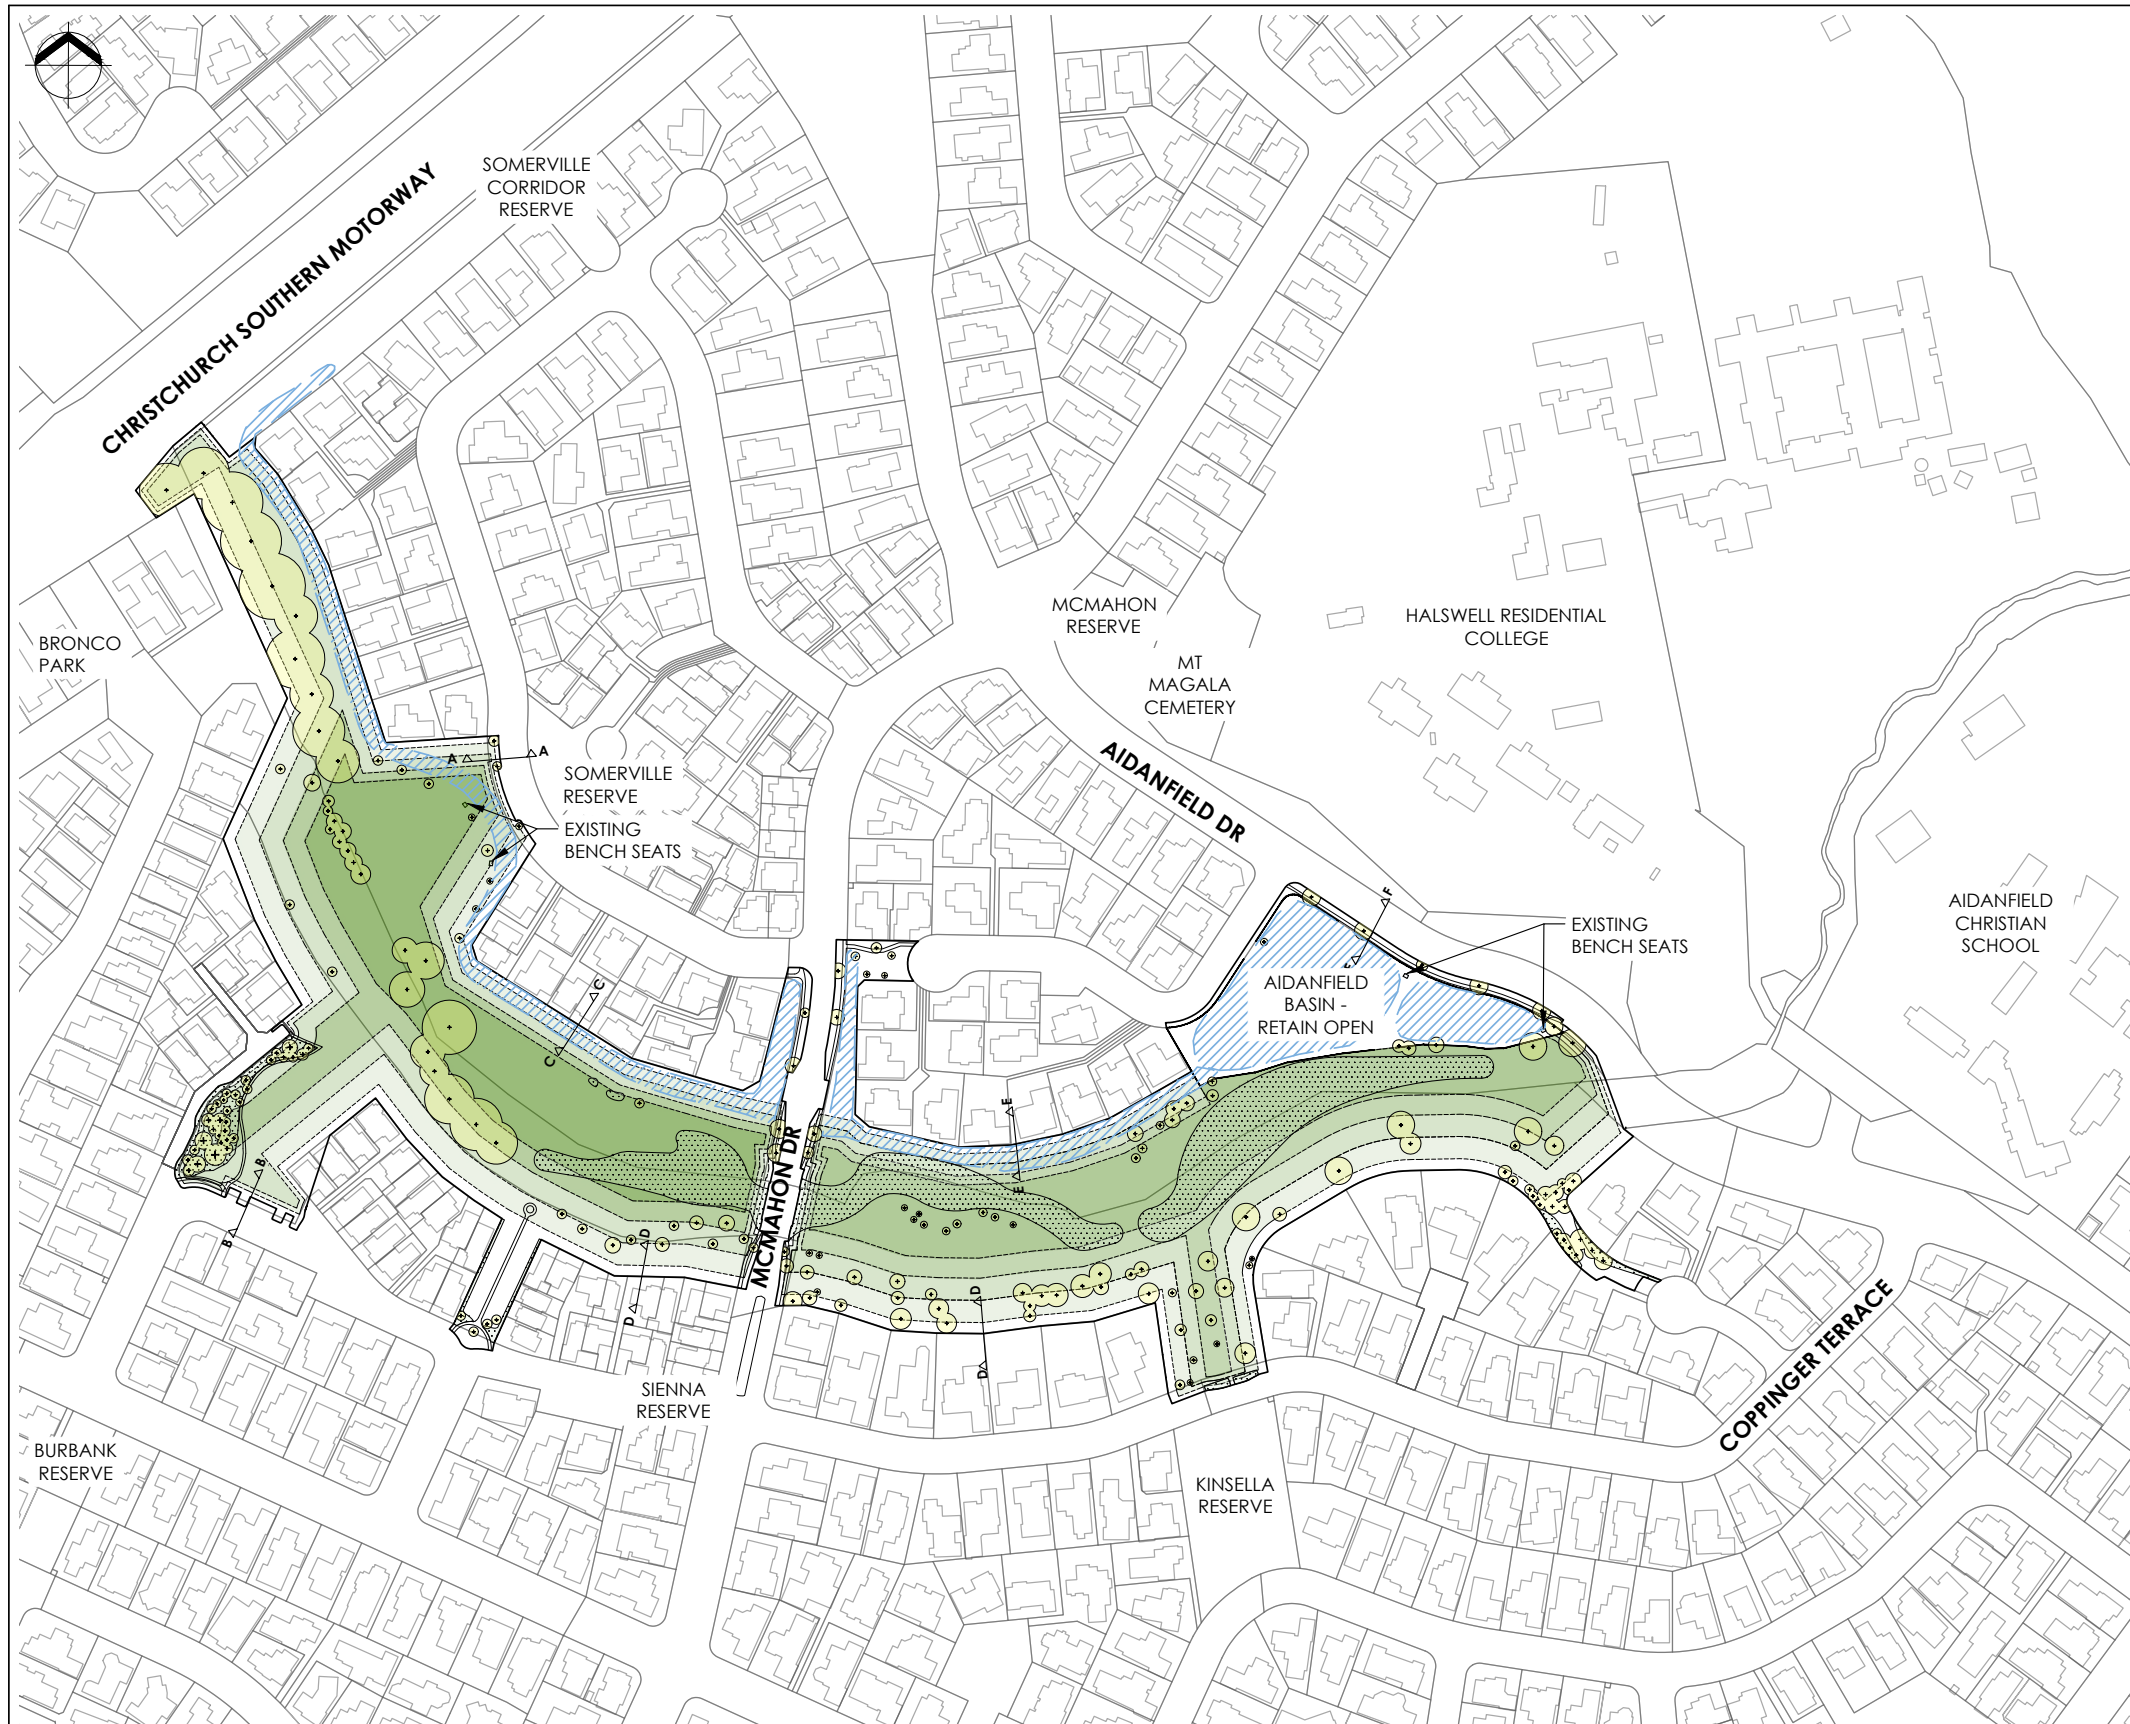 SOMERVILLE
CORRIDOR
RESERVE
CHRISTCHURCH SOUTHERN MOTORWAY
BRONCO
PARK
MCMAHON
RESERVE
MT
MAGALA
CEMETERY
HALSWELL RESIDENTIAL
COLLEGE
AIDANFIELD DR
A
A
SOMERVILLE
RESERVE
EXISTING
BENCH SEATS
F
F
EXISTING
BENCH SEATS
AIDANFIELD
CHRISTIAN
SCHOOL
AIDANFIELD
BASIN -
RETAIN OPEN
C
C
E
E
B
B
MCMAHON DR
D
D
D
D
SIENNA
RESERVE
COPPINGER TERRACE
BURBANK
RESERVE
KINSELLA
RESERVE